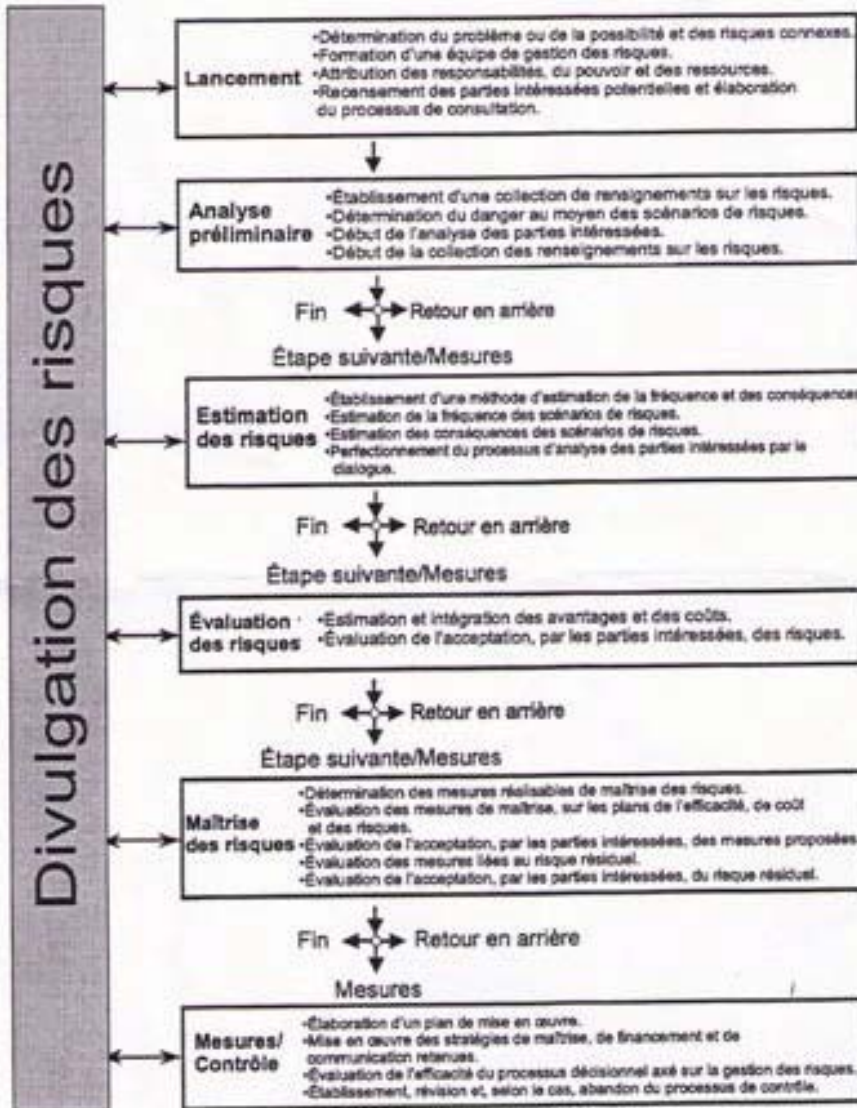 Divulgation des risques
Lancement
•Détermination du problème ou de la possibilité et des risques connexes.
•Formation d'une équipe de gestion des risques.
•Attribution des responsabilités, du pouvoir et des ressources.
•Recensement des parties intéressées potentielles et élaboration
du processus de consultation.
Analyse
préliminaire
•Établissement d'une collection de renseignements sur les risques.
•Détermination du danger au moyen des scénarios de risques.
•Début de l'analyse des parties intéressées.
•Début de la collection des renseignements sur les risques.
Fin Retour en arrière
Étape suivante/Mesures
Estimation
des risques
•Établissement d'une méthode d'estimation de la fréquence et des conséquences
•Estimation de la fréquence des scénarios de risques.
•Estimation des conséquences des scénarios de risques.
•Perfectionnement du processus d'analyse des parties intéressées par le
dialogue.
Fin Retour en arrière
Étape suivante/Mesures
Évaluation
des risques
•Estimation et intégration des avantages et des coûts.
•Évaluation de l'acceptation, par les parties intéressées, des risques.
Fin Retour en arrière
Étape suivante/Mesures
Maîtrise
des risques
•Détermination des mesures réalisables de maîtrise des risques.
•Évaluation des mesures de maîtrise, sur les plans de l'efficacité, de coût
et des risques.
•Évaluation de l'acceptation, par les parties intéressées, des mesures proposées
•Évaluation des mesures liées au risque résiduel.
•Évaluation de l'acceptation, par les parties intéressées, du risque résiduel.
Fin Retour en arrière
Mesures
Mesures/
Contrôle
•Élaboration d'un plan de mise en œuvre.
•Mise en œuvre des stratégies de maîtrise, de financement et de
communication retenues.
•Évaluation de l'efficacité du processus décisionnel axé sur la gestion des risques.
•Établissement, révision et, selon le cas, abandon du processus de contrôle.